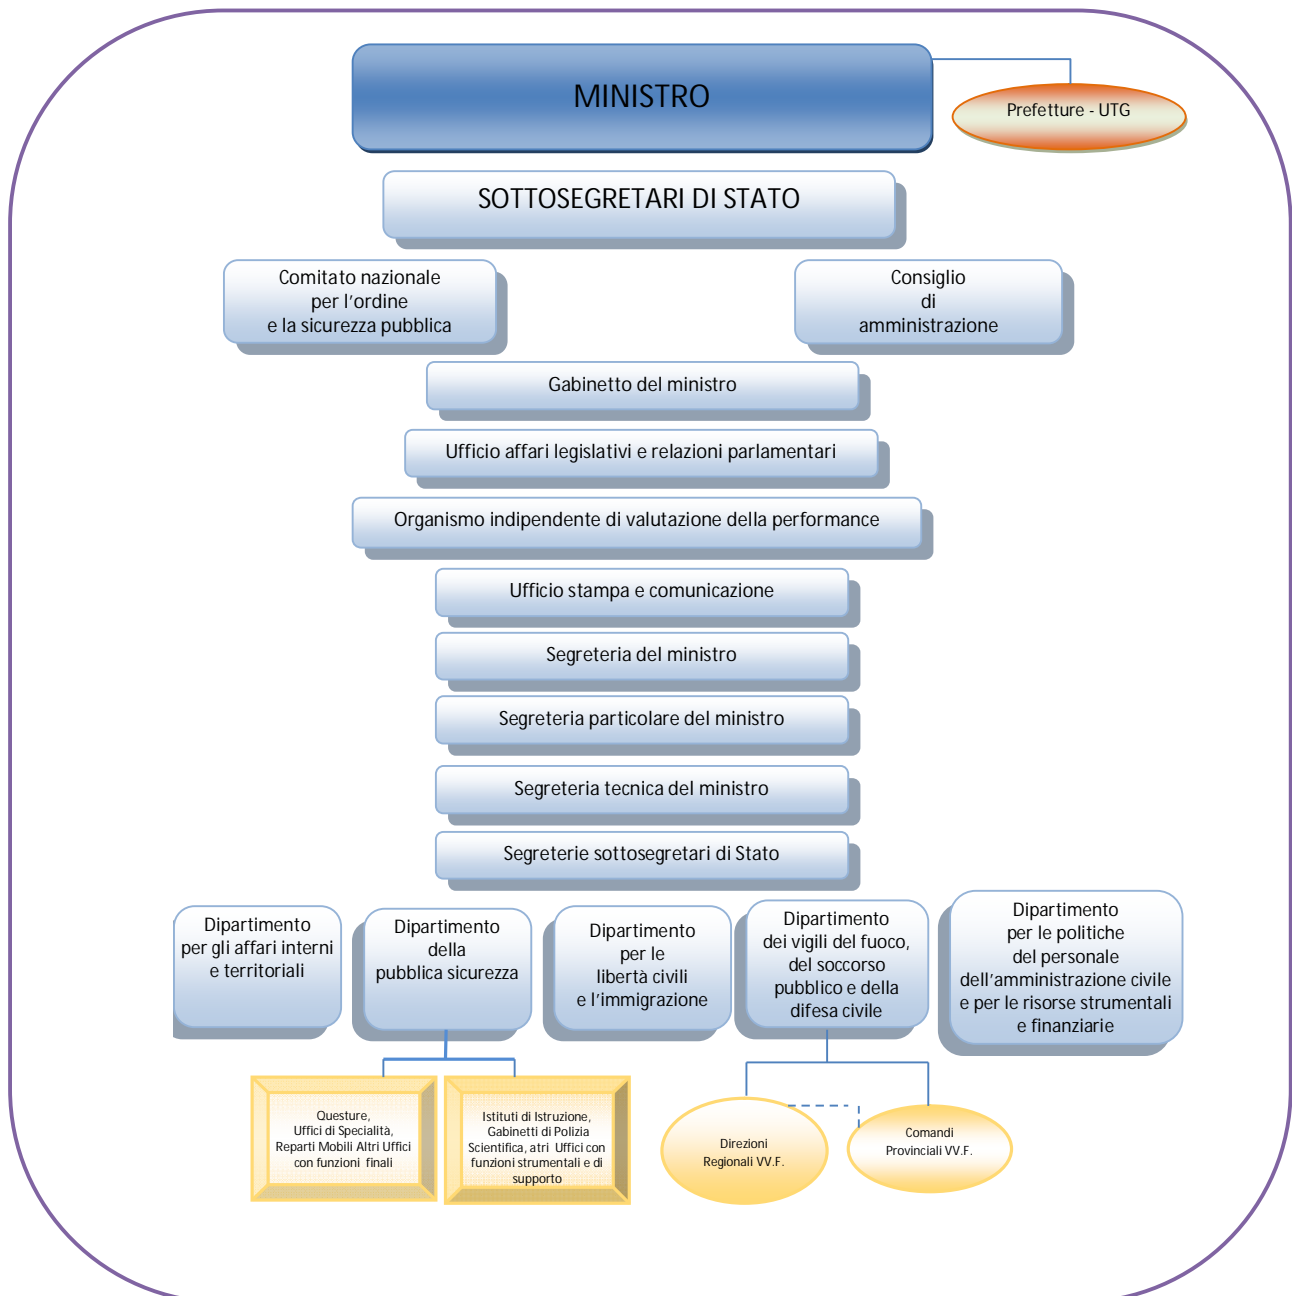 MINISTRO
Prefetture - UTG
SOTTOSEGRETARI DI STATO
Comitato nazionale
per l'ordine
e la sicurezza pubblica
Consiglio
di
amministrazione
Gabinetto del ministro
Ufficio affari legislativi e relazioni parlamentari
Organismo indipendente di valutazione della performance
Ufficio stampa e comunicazione
Segreteria del ministro
Segreteria particolare del ministro
Segreteria tecnica del ministro
Segreterie sottosegretari di Stato
Dipartimento
per gli affari interni
e territoriali
Dipartimento
della
pubblica sicurezza
Dipartimento
per le
libertà civili
e l'immigrazione
Dipartimento
dei vigili del fuoco,
del soccorso
pubblico e della
difesa civile
Dipartimento
per le politiche
del personale
dell'amministrazione civile
e per le risorse strumentali
e finanziarie
Questure,
Uffici di Specialità,
Reparti Mobili Altri Uffici
con funzioni finali
Istituti di Istruzione,
Gabinetti di Polizia
Scientifica, atri Uffici con
funzioni strumentali e di
supporto
Direzioni
Regionali VV.F.
Comandi
Provinciali VV.F.